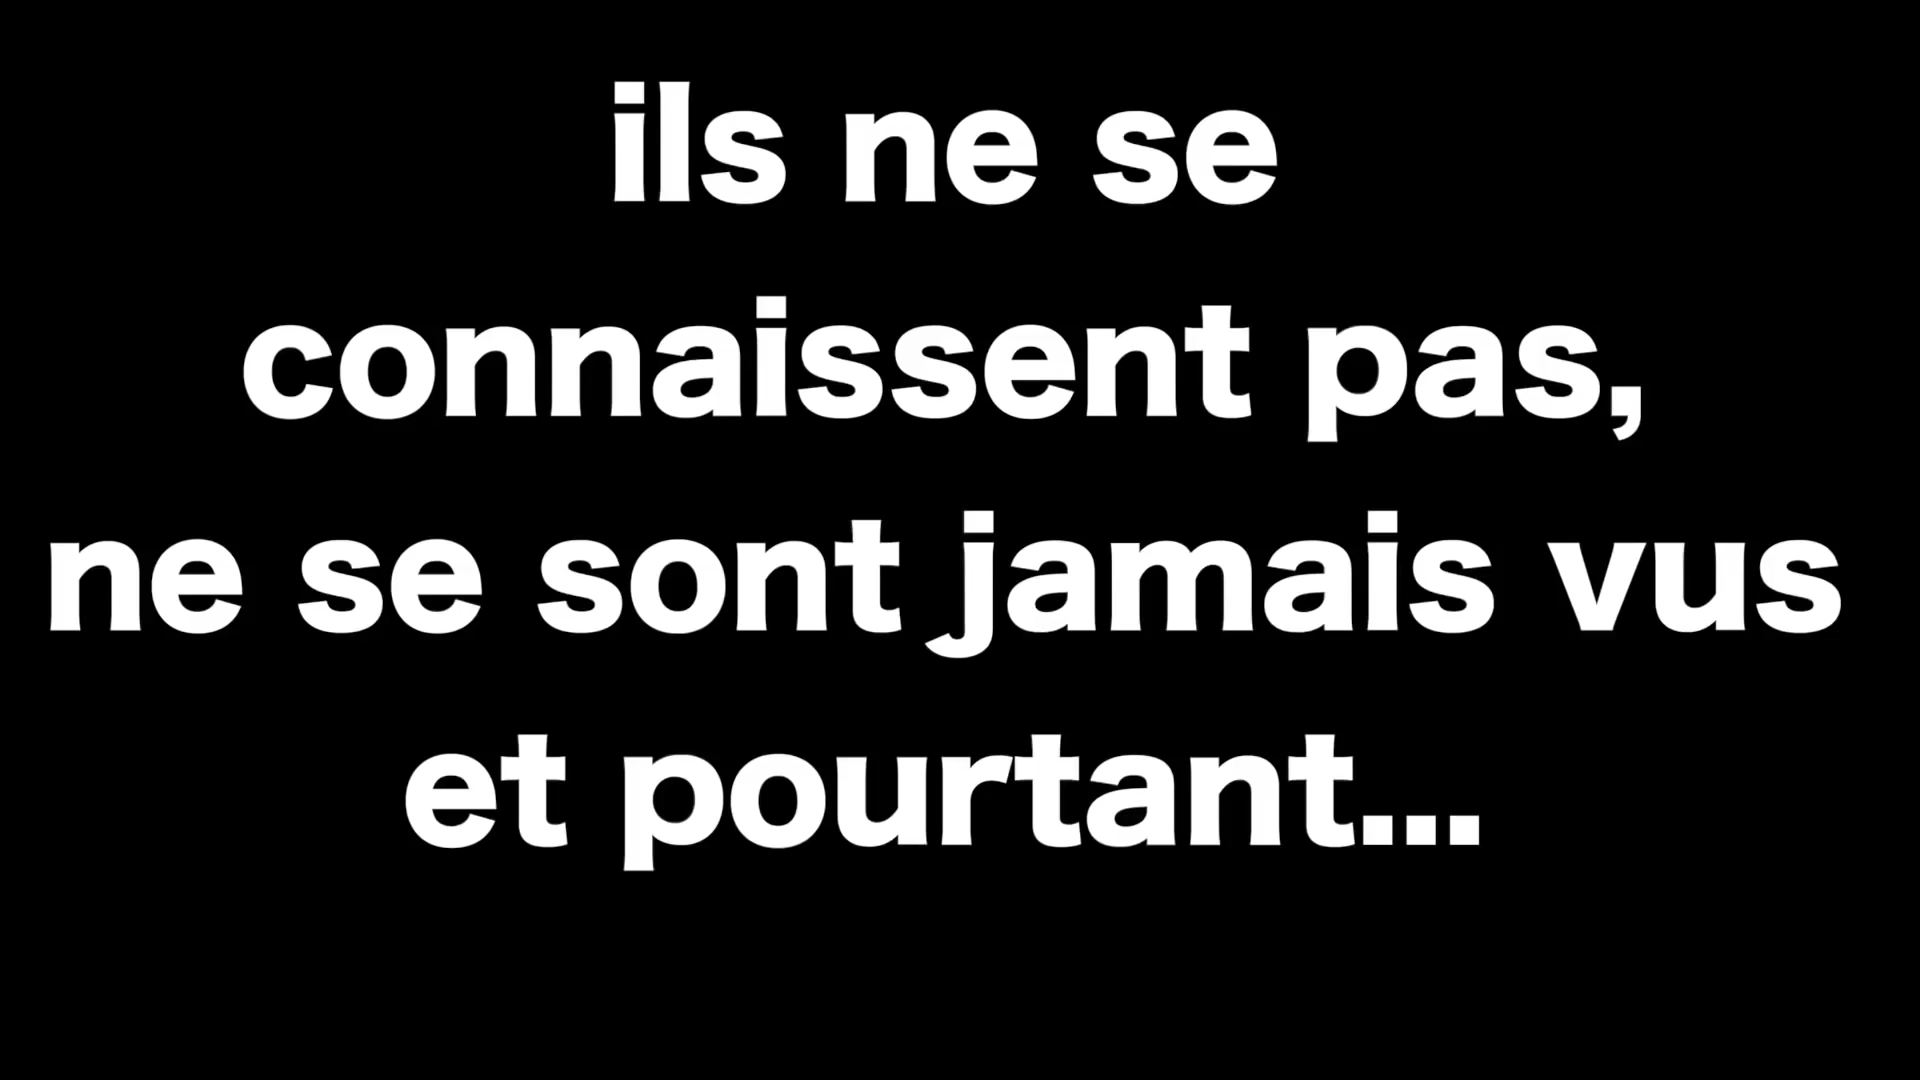 ils ne se
connaissent pas,
ne se sont jamais vus
et pourtant...